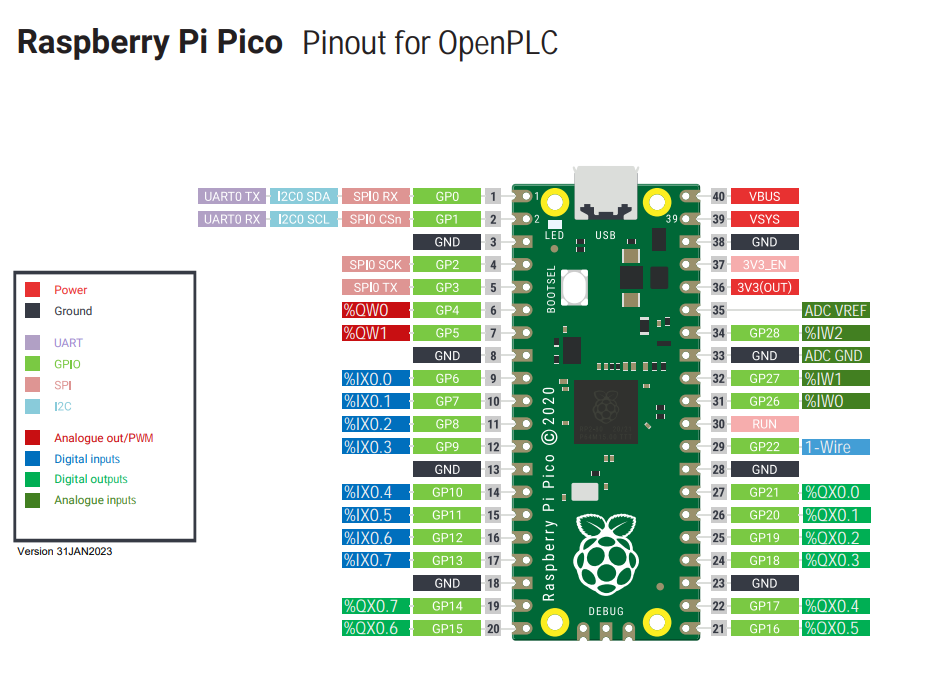 Raspberry Pi Pico Pinout for OpenPLC
UART0 TX I2C0 SDA SPI0 RX GP0 1 1 40 VBUS
UART0 RX I2C0 SCL SPI0 CSn GP1 2 2 39 39 VSYS
LED USB
GND 3 38 GND
SPI0 SCK GP2 4 37 3V3_EN
SPI0 TX GP3 5 BOOTSEL 36 3V3(OUT)
%QW0 GP4 6 35 ADC VREF
%QW1 GP5 7 34 GP28 %IW2
GND 8 33 GND ADC GND
%IX0.0 GP6 9 32 GP27 %IW1
%IX0.1 GP7 10 31 GP26 %IW0
%IX0.2 GP8 11 30 RUN
%IX0.3 GP9 12 29 GP22 1-Wire
GND 13 28 GND
%IX0.4 GP10 14 27 GP21 %QX0.0
%IX0.5 GP11 15 26 GP20 %QX0.1
%IX0.6 GP12 16 25 GP19 %QX0.2
%IX0.7 GP13 17 24 GP18 %QX0.3
GND 18 23 GND
%QX0.7 GP14 19 22 GP17 %QX0.4
%QX0.6 GP15 20 21 GP16 %QX0.5
Raspberry Pi Pico © 2020
DEBUG
Power
Ground
UART
GPIO
SPI
I2C
Analogue out/PWM
Digital inputs
Digital outputs
Analogue inputs
Version 31JAN2023